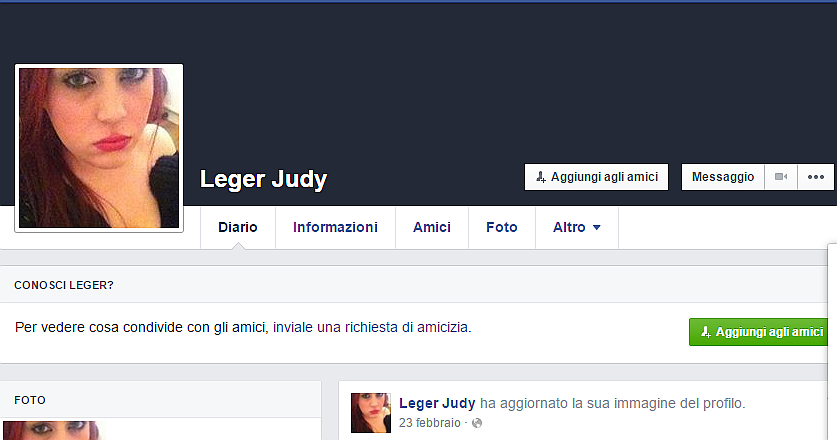 Leger Judy
Aggiungi agli amici
Messaggio
Diario
Informazioni
Amici
Foto
Altro
CONOSCI LEGER?
Per vedere cosa condivide con gli amici, inviale una richiesta di amicizia.
Aggiungi agli amici
FOTO
Leger Judy ha aggiornato la sua immagine del profilo.
23 febbraio ·